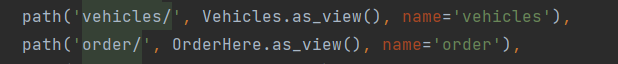 path('vehicles/', Vehicles.as_view(), name='vehicles'),
path('order/', OrderHere.as_view(), name='order'),